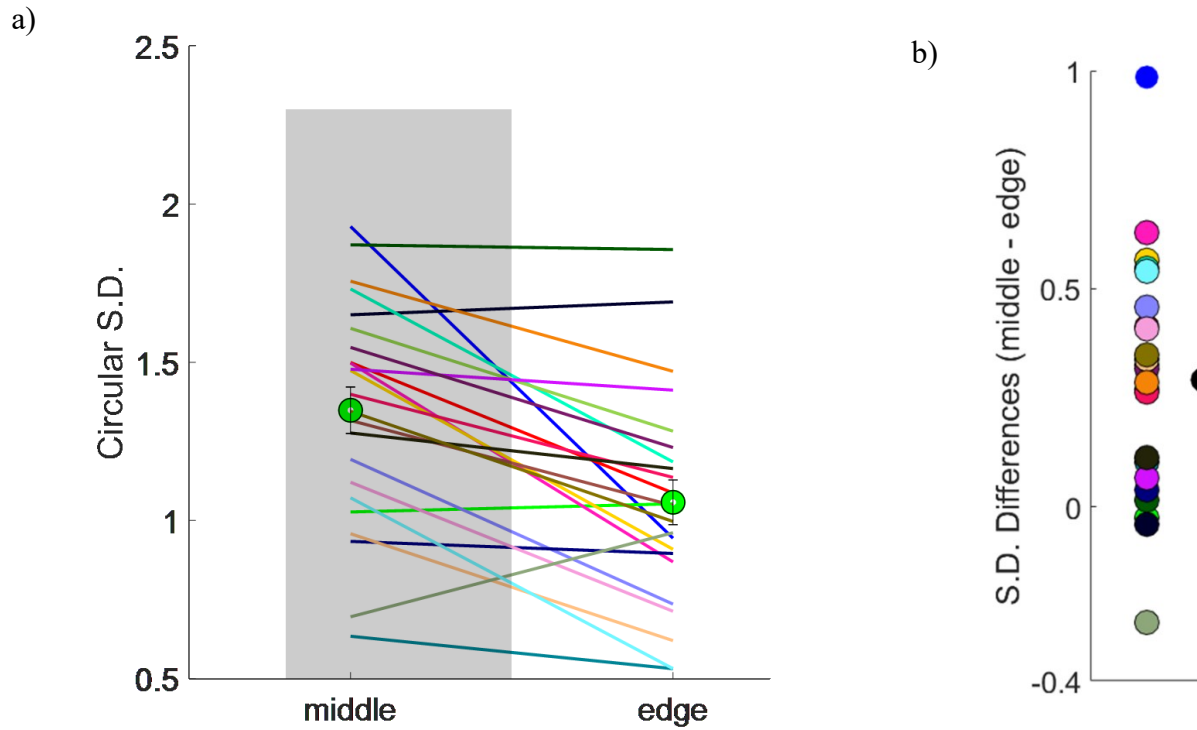 a)
2.5
2
1.5
1
0.5
Circular S.D.
middle
edge
b)
1
0.5
0
-0.4
S.D. Differences (middle - edge)